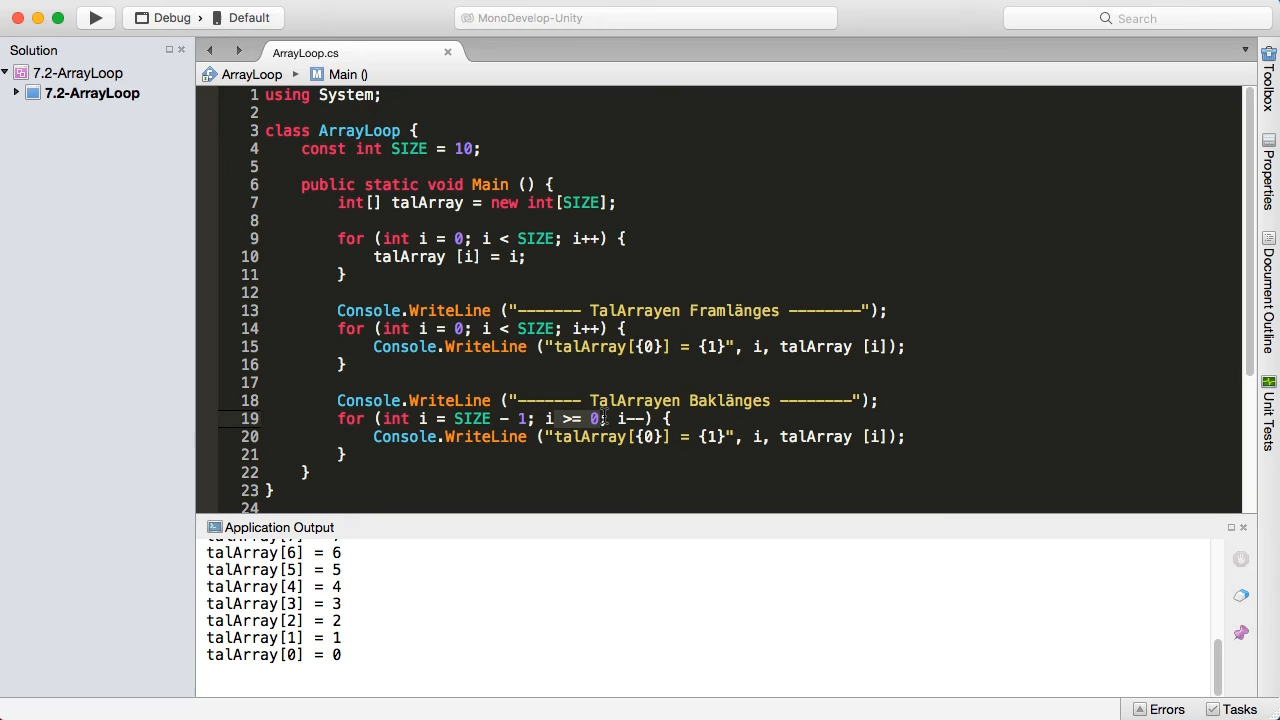 Debug
Default
MonoDevelop-Unity
Search
Solution
ArrayLoop.cs
7.2-ArrayLoop
7.2-ArrayLoop
ArrayLoop
Main ()
1 using System;
2
3 class ArrayLoop {
4 const int SIZE = 10;
5
6 public static void Main () {
7 int[] talArray = new int[SIZE];
8
9 for (int i = 0; i < SIZE; i++) {
10 talArray [i] = i;
11 }
12
13 Console.WriteLine ("------- TalArrayen Framlänges --------");
14 for (int i = 0; i < SIZE; i++) {
15 Console.WriteLine ("talArray[{0}] = {1}", i, talArray [i]);
16 }
17
18 Console.WriteLine ("------- TalArrayen Baklänges --------");
19 for (int i = SIZE - 1; i >= 0; i--) {
20 Console.WriteLine ("talArray[{0}] = {1}", i, talArray [i]);
21 }
22 }
23 }
24
Toolbox
Properties
Document Outline
Unit Tests
Application Output
talArray[7] = 7
talArray[6] = 6
talArray[5] = 5
talArray[4] = 4
talArray[3] = 3
talArray[2] = 2
talArray[1] = 1
talArray[0] = 0
Errors
Tasks